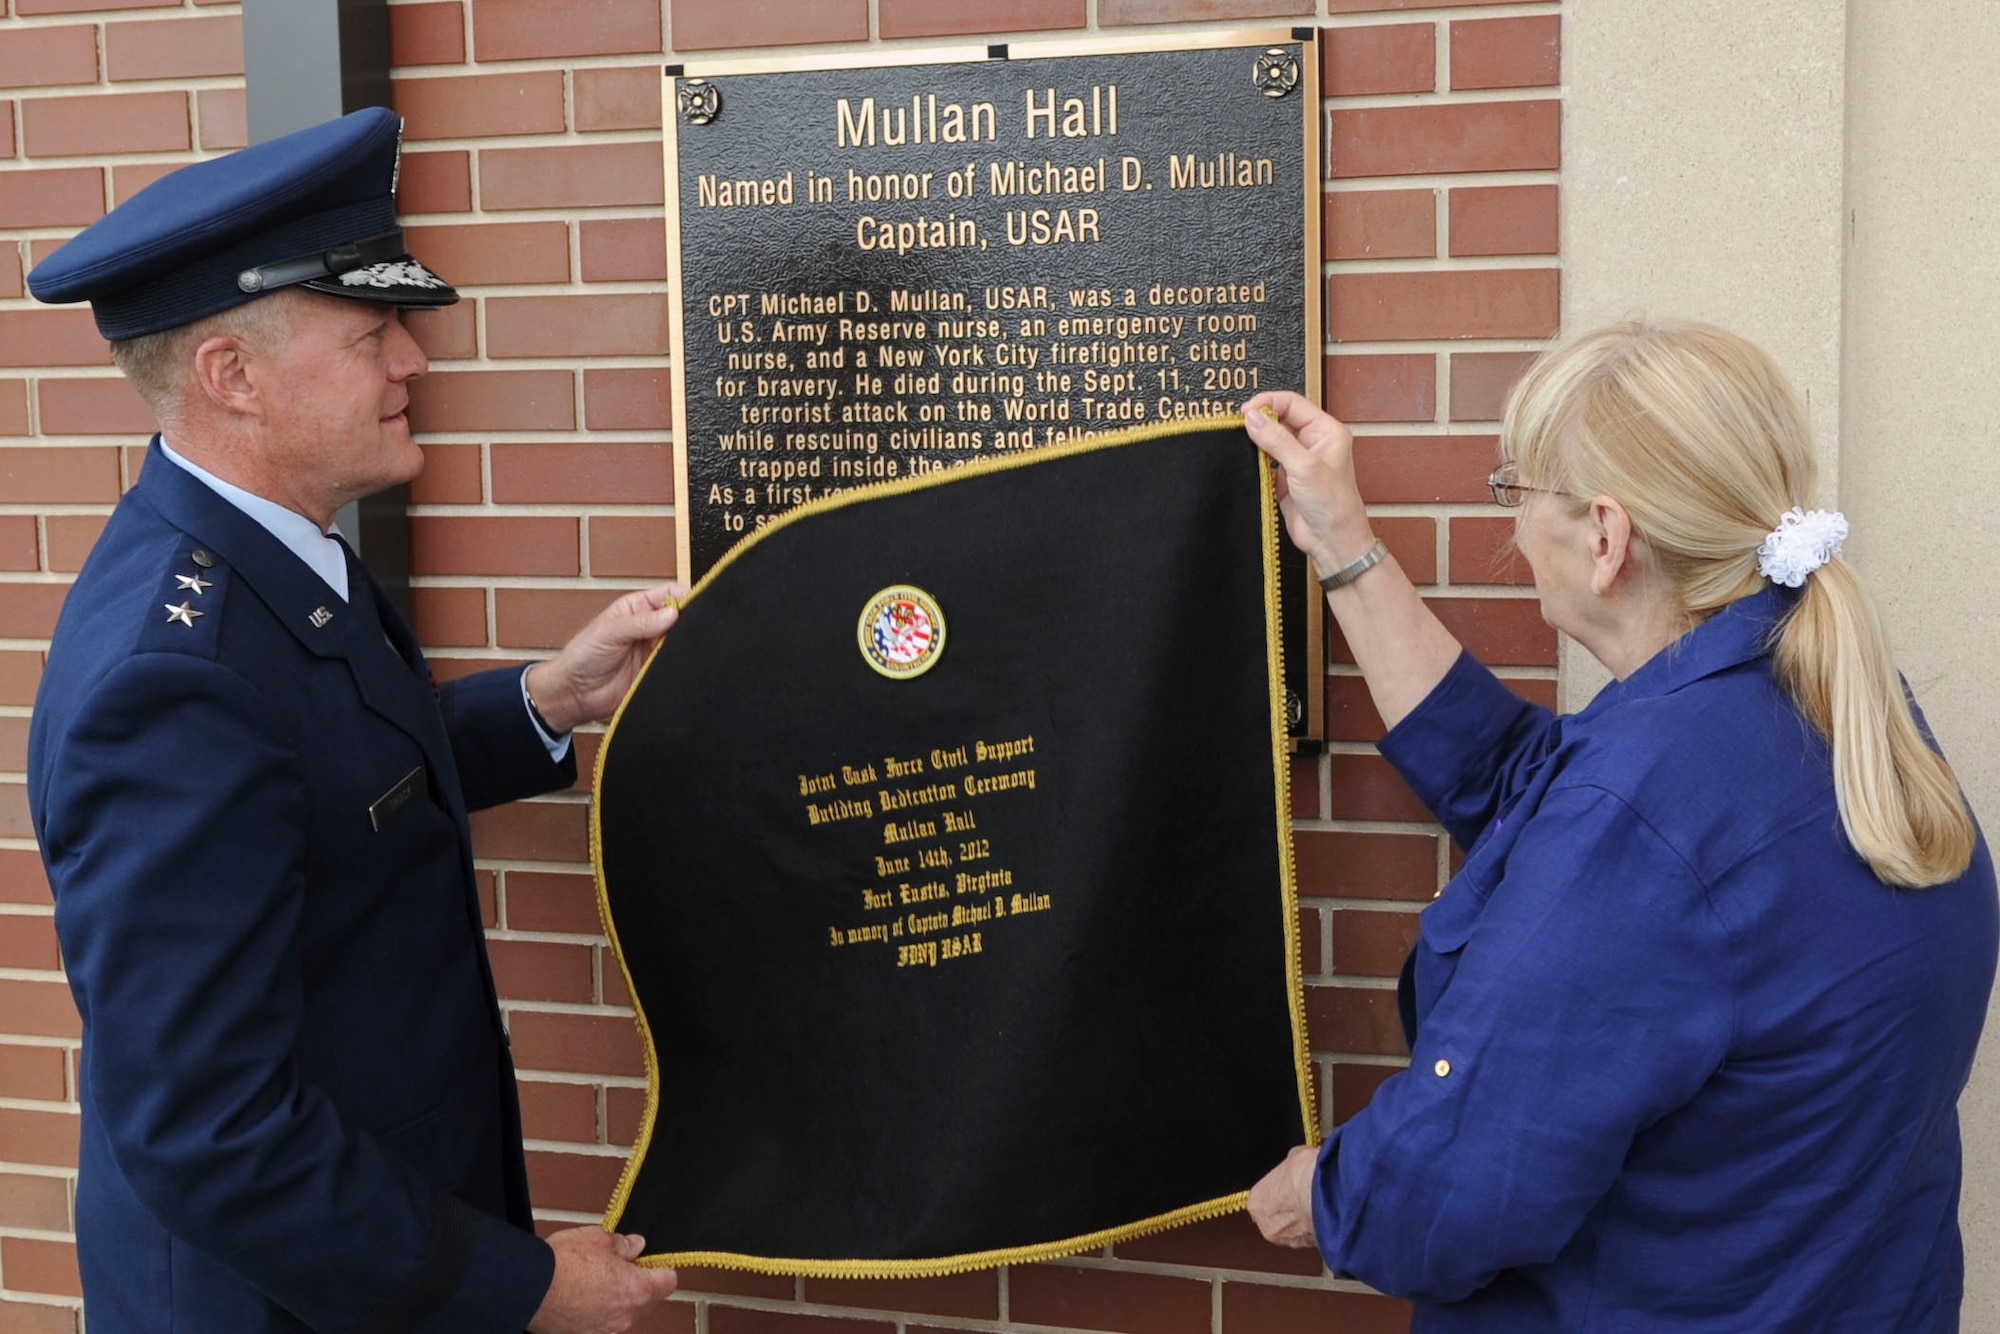 Mullan Hall
Named in honor of Michael D. Mullan
Captain, USAR
CPT Michael D. Mullan, USAR, was a decorated
U.S. Army Reserve nurse, an emergency room
nurse, and a New York City firefighter, cited
for bravery. He died during the Sept. 11, 2001
terrorist attack on the World Trade Center
while rescuing civilians and
trapped inside the
As a first
to
U.S.
Joint Task Force Civil Support
Building Dedication Ceremony
Mullan Hall
June 14th, 2012
Fort Eustis, Virginia
In memory of Captain Michael D. Mullan
FDNY USAR